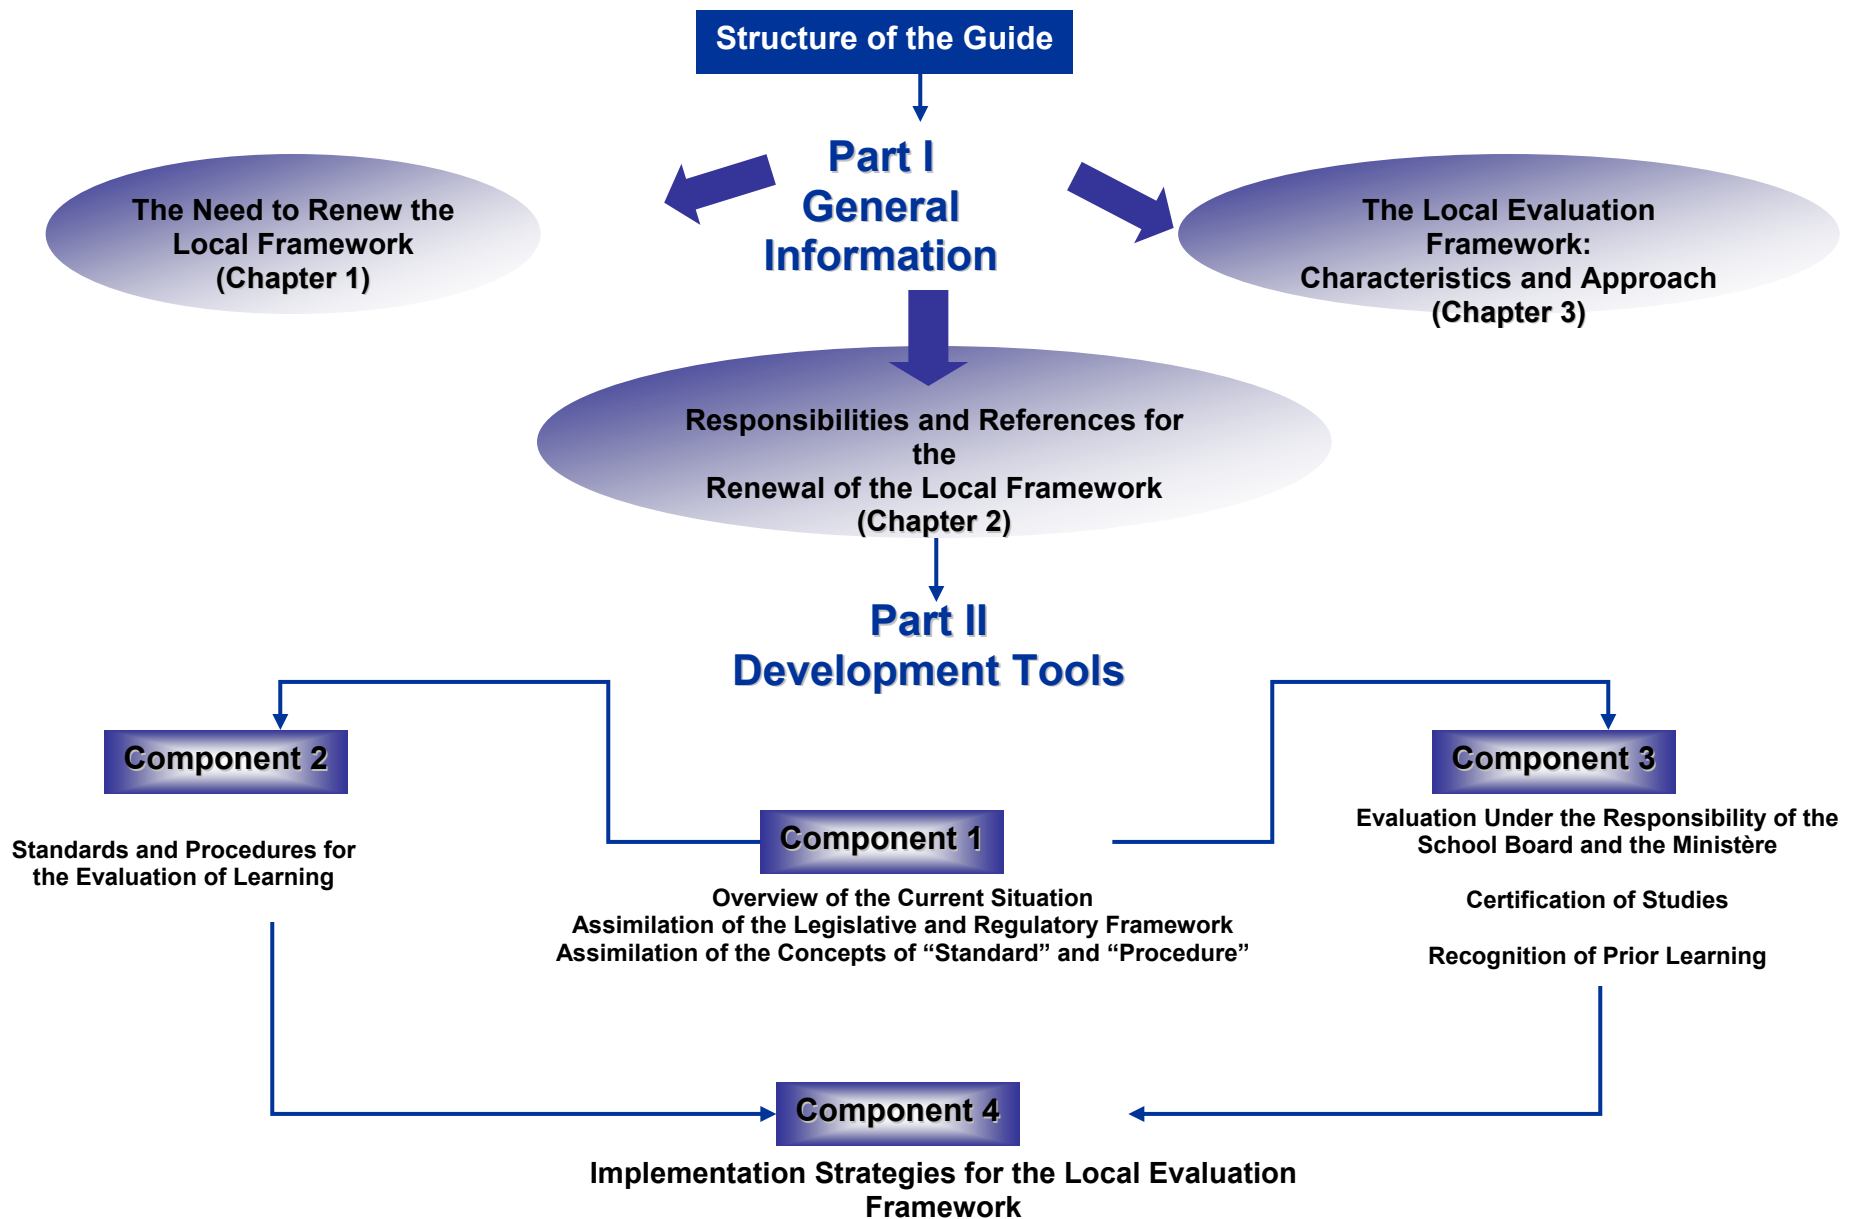 Structure of the Guide
Part I
General
Information
The Need to Renew the
Local Framework
(Chapter 1)
The Local Evaluation
Framework:
Characteristics and Approach
(Chapter 3)
Responsibilities and References for
the
Renewal of the Local Framework
(Chapter 2)
Part II
Development Tools
Component 2
Standards and Procedures for
the Evaluation of Learning
Component 1
Overview of the Current Situation
Assimilation of the Legislative and Regulatory Framework
Assimilation of the Concepts of “Standard” and “Procedure”
Component 3
Evaluation Under the Responsibility of the
School Board and the Ministère
Certification of Studies
Recognition of Prior Learning
Component 4
Implementation Strategies for the Local Evaluation
Framework